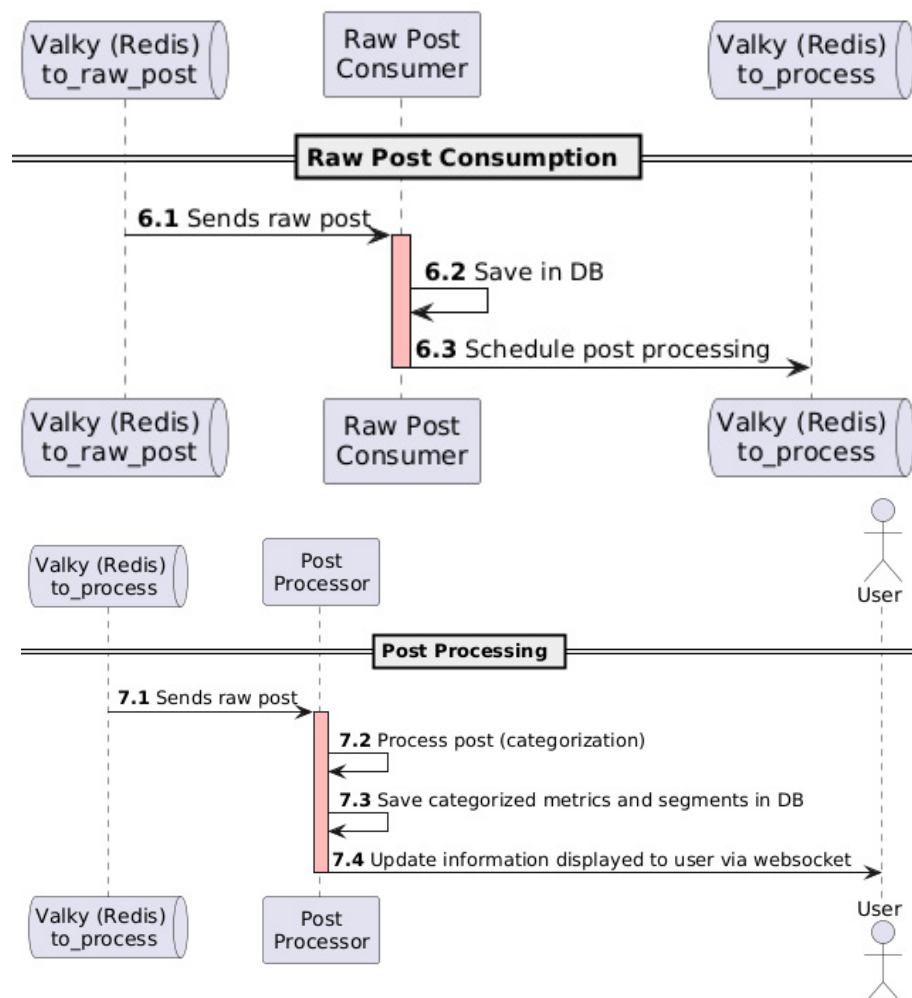 Valky (Redis)
to_raw_post
Raw Post
Consumer
Valky (Redis)
to_process
Raw Post Consumption
6.1 Sends raw post
6.2 Save in DB
6.3 Schedule post processing
Valky (Redis)
to_raw_post
Raw Post
Consumer
Valky (Redis)
to_process
Valky (Redis)
to_process
Post
Processor
User
Post Processing
7.1 Sends raw post
7.2 Process post (categorization)
7.3 Save categorized metrics and segments in DB
7.4 Update information displayed to user via websocket
Valky (Redis)
to_process
Post
Processor
User